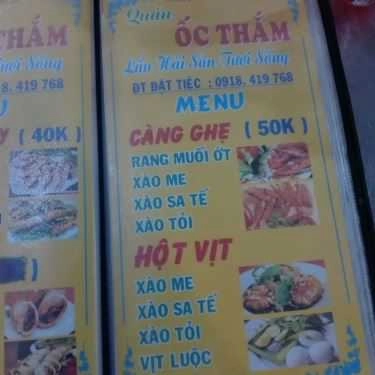 THẮM
Tươi Sống
8. 419 768
U
Y ( 40K )
)
Quán
ỐC THẮM
Lẩu Hải Sản Tươi Sống
ĐT ĐẶT TIỆC : 0918. 419 768
MENU
CÀNG GHẸ ( 50K )
RANG MUỐI ỚT
XÀO ME
XÀO SA TẾ
XÀO TỎI
HỘT VỊT
XÀO ME
XÀO SA TẾ
XÀO TỎI
VỊT LUỘC